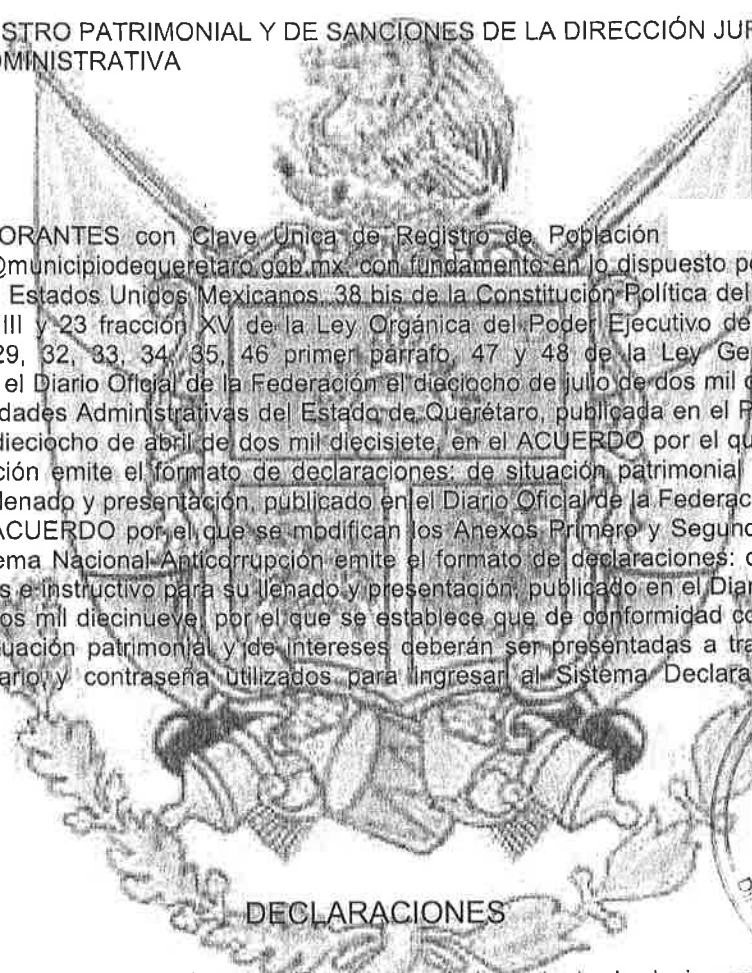 STRO PATRIMONIAL Y DE SANCIONES DE LA DIRECCIÓN JUR
DMINISTRATIVA
ORANTES con Clave Única de Registro de Población
@municipiodequeretaro.gob.mx, con fundamento en lo dispuesto po
Estados Unidos Mexicanos, 38 bis de la Constitución Política del
III y 23 fracción XV de la Ley Orgánica del Poder Ejecutivo de
29, 32, 33, 34, 35, 46 primer párrafo, 47 y 48 de la Ley Ge
el Diario Oficial de la Federación el dieciocho de julio de dos mil d
dades Administrativas del Estado de Querétaro, publicada en el P
dieciocho de abril de dos mil diecisiete, en el ACUERDO por el qu
ción emite el formato de declaraciones: de situación patrimonial
lenado y presentación, publicado en el Diario Oficial de la Federac
ACUERDO por el que se modifican los Anexos Primero y Segund
ema Nacional Anticorrupción emite el formato de declaraciones: d
s e instructivo para su llenado y presentación, publicado en el Diar
os mil diecinueve, por el que se establece que de conformidad co
uación patrimonial y de intereses deberán ser presentadas a tra
ario y contraseña utilizados para ingresar al Sistema Declara
DECLARACIONES